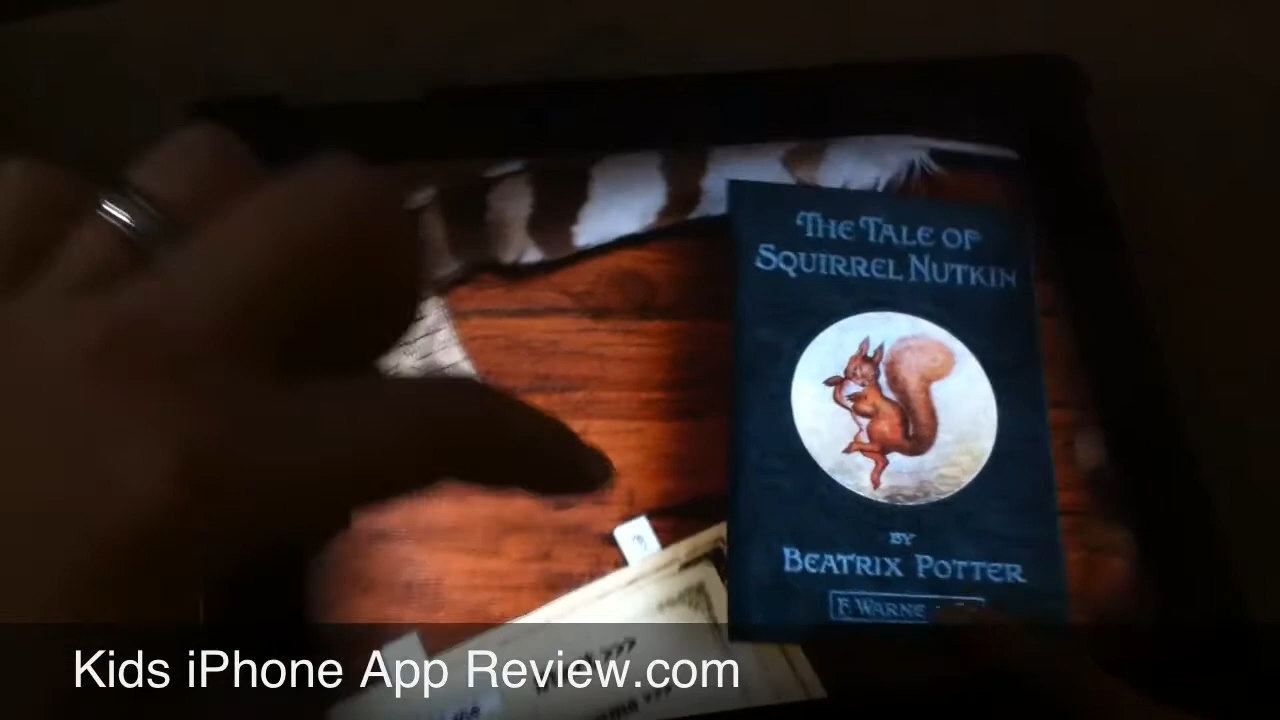 THE TALE OF
SQUIRREL NUTKIN
BY
BEATRIX POTTER
F. WARNE
Kids iPhone App Review.com